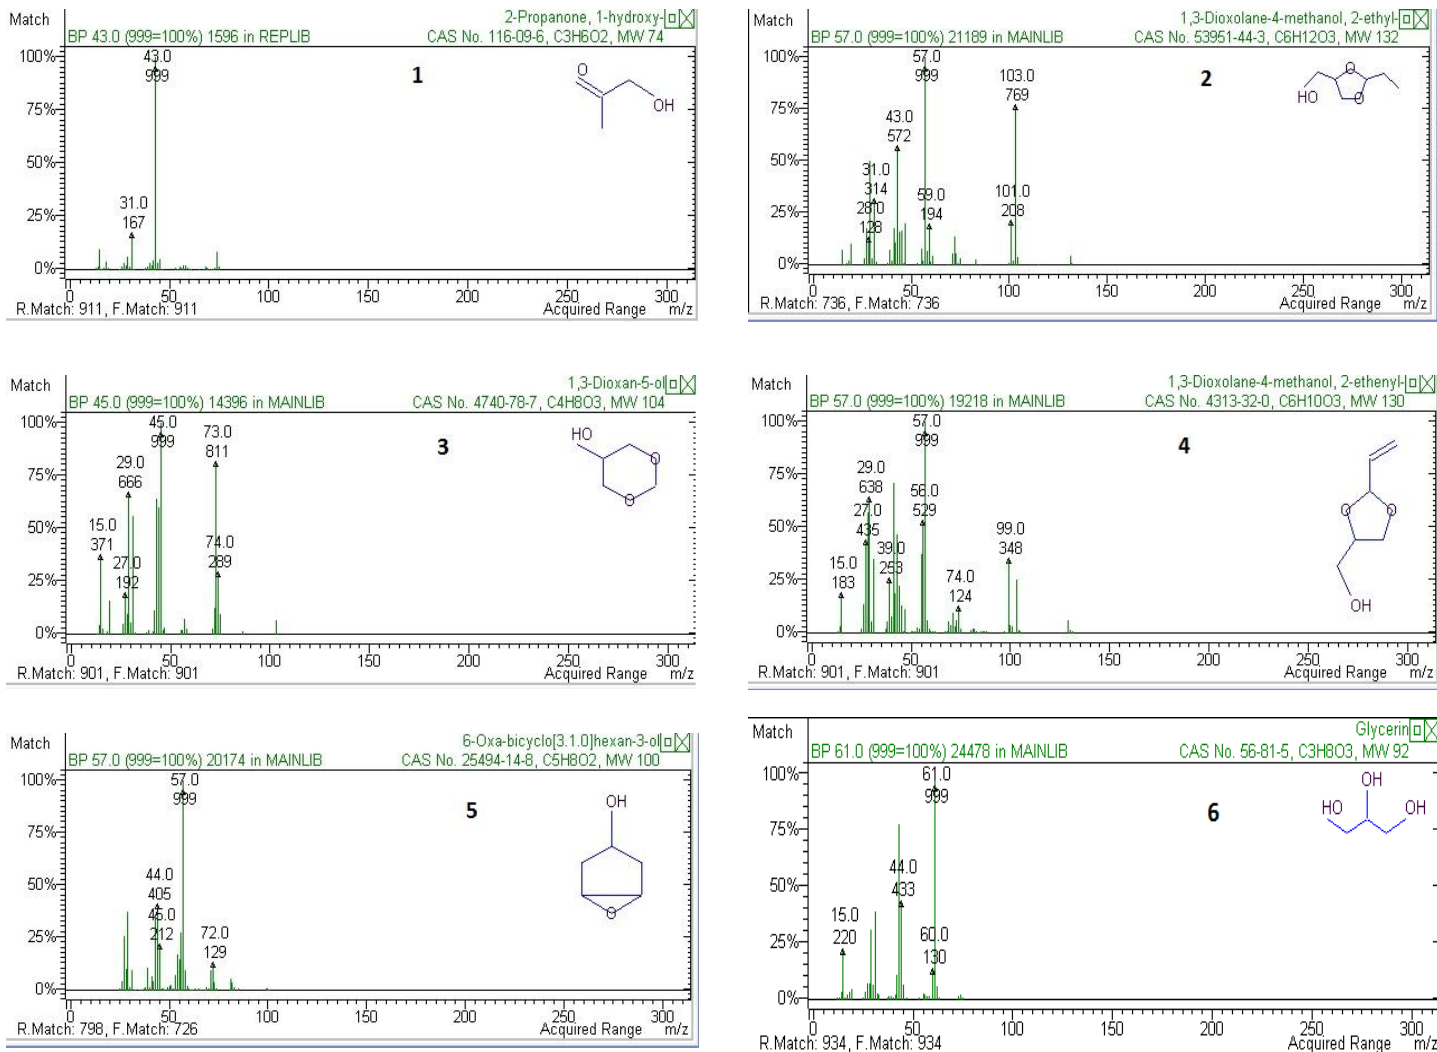 Match
2-Propanone, 1-hydroxy-
BP 43.0 (999=100%) 1596 in REPLIB
CAS No. 116-09-6, C3H6O2, MW 74
100%
75%
50%
25%
0%
43.0
999
31.0
167
1
O
OH
0 50 100 150 200 250 300
R.Match: 911, F.Match: 911
Acquired Range m/z
Match
1,3-Dioxolane-4-methanol, 2-ethyl-
BP 57.0 (999=100%) 21189 in MAINLIB
CAS No. 53951-44-3, C6H12O3, MW 132
100%
75%
50%
25%
0%
57.0
999
103.0
769
43.0
572
31.0
314
28.0
128
59.0
194
101.0
208
2
O
O
HO
0 50 100 150 200 250 300
R.Match: 736, F.Match: 736
Acquired Range m/z
Match
1,3-Dioxan-5-ol
BP 45.0 (999=100%) 14396 in MAINLIB
CAS No. 4740-78-7, C4H8O3, MW 104
100%
75%
50%
25%
0%
45.0
999
73.0
811
29.0
666
15.0
371
27.0
192
74.0
289
3
HO
O
O
0 50 100 150 200 250 300
R.Match: 901, F.Match: 901
Acquired Range m/z
Match
1,3-Dioxolane-4-methanol, 2-ethenyl-
BP 57.0 (999=100%) 19218 in MAINLIB
CAS No. 4313-32-0, C6H10O3, MW 130
100%
75%
50%
25%
0%
57.0
999
29.0
638
56.0
529
27.0
435
39.0
253
15.0
183
74.0
124
99.0
348
4
O
O
OH
0 50 100 150 200 250 300
R.Match: 901, F.Match: 901
Acquired Range m/z
Match
6-Oxa-bicyclo[3.1.0]hexan-3-ol
BP 57.0 (999=100%) 20174 in MAINLIB
CAS No. 25494-14-8, C5H8O2, MW 100
100%
75%
50%
25%
0%
57.0
999
44.0
405
45.0
212
72.0
129
5
OH
O
0 50 100 150 200 250 300
R.Match: 798, F.Match: 726
Acquired Range m/z
Match
Glycerin
BP 61.0 (999=100%) 24478 in MAINLIB
CAS No. 56-81-5, C3H8O3, MW 92
100%
75%
50%
25%
0%
61.0
999
44.0
433
15.0
220
60.0
130
6
OH
HO
OH
0 50 100 150 200 250 300
R.Match: 934, F.Match: 934
Acquired Range m/z